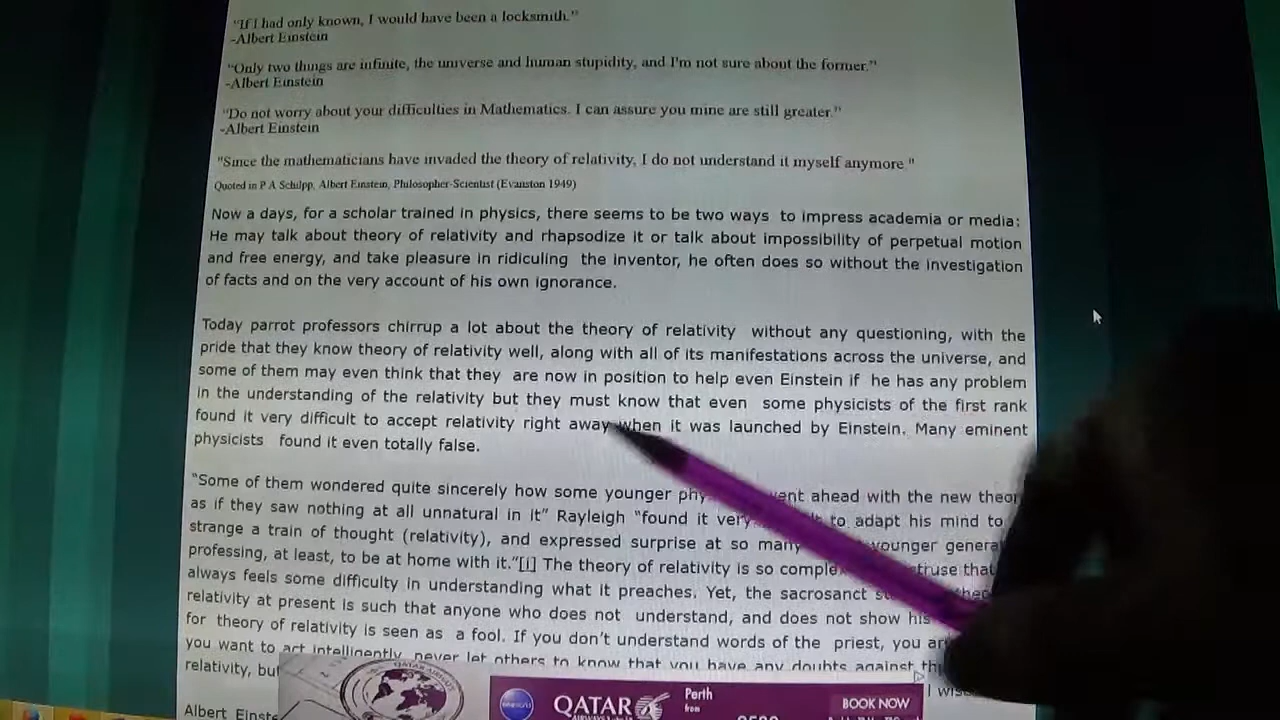 "If I had only known, I would have been a locksmith."
-Albert Einstein
"Only two things are infinite, the universe and human stupidity, and I'm not sure about the former."
-Albert Einstein
"Do not worry about your difficulties in Mathematics. I can assure you mine are still greater."
-Albert Einstein
"Since the mathematicians have invaded the theory of relativity, I do not understand it myself anymore."
Quoted in P A Schilpp, Albert Einstein, Philosopher-Scientist (Evanston 1949)
Now a days, for a scholar trained in physics, there seems to be two ways to impress academia or media:
He may talk about theory of relativity and rhapsodize it or talk about impossibility of perpetual motion
and free energy, and take pleasure in ridiculing the inventor, he often does so without the investigation
of facts and on the very account of his own ignorance.
Today parrot professors chirrup a lot about the theory of relativity without any questioning, with the
pride that they know theory of relativity well, along with all of its manifestations across the universe, and
some of them may even think that they are now in position to help even Einstein if he has any problem
in the understanding of the relativity but they must know that even some physicists of the first rank
found it very difficult to accept relativity right away when it was launched by Einstein. Many eminent
physicists found it even totally false.
"Some of them wondered quite sincerely how some younger went ahead with the new
as if they saw nothing at all unnatural in it" Rayleigh "found it very to adapt his mind to
strange a train of thought (relativity), and expressed surprise at so many younger
professing, at least, to be at home with it."[i] The theory of relativity is so that
always feels some difficulty in understanding what it preaches. Yet, the sacrosanct
relativity at present is such that anyone who does not understand, and does not show his
for theory of relativity is seen as a fool. If you don't understand words of the priest, you
you want to act intelligently, never let others to know that you have any doubts against
relativity, but I
Albert
QATAR AIRWAYS
oneworld
QATAR
AIRWAYS
Perth
from
BOOK NOW